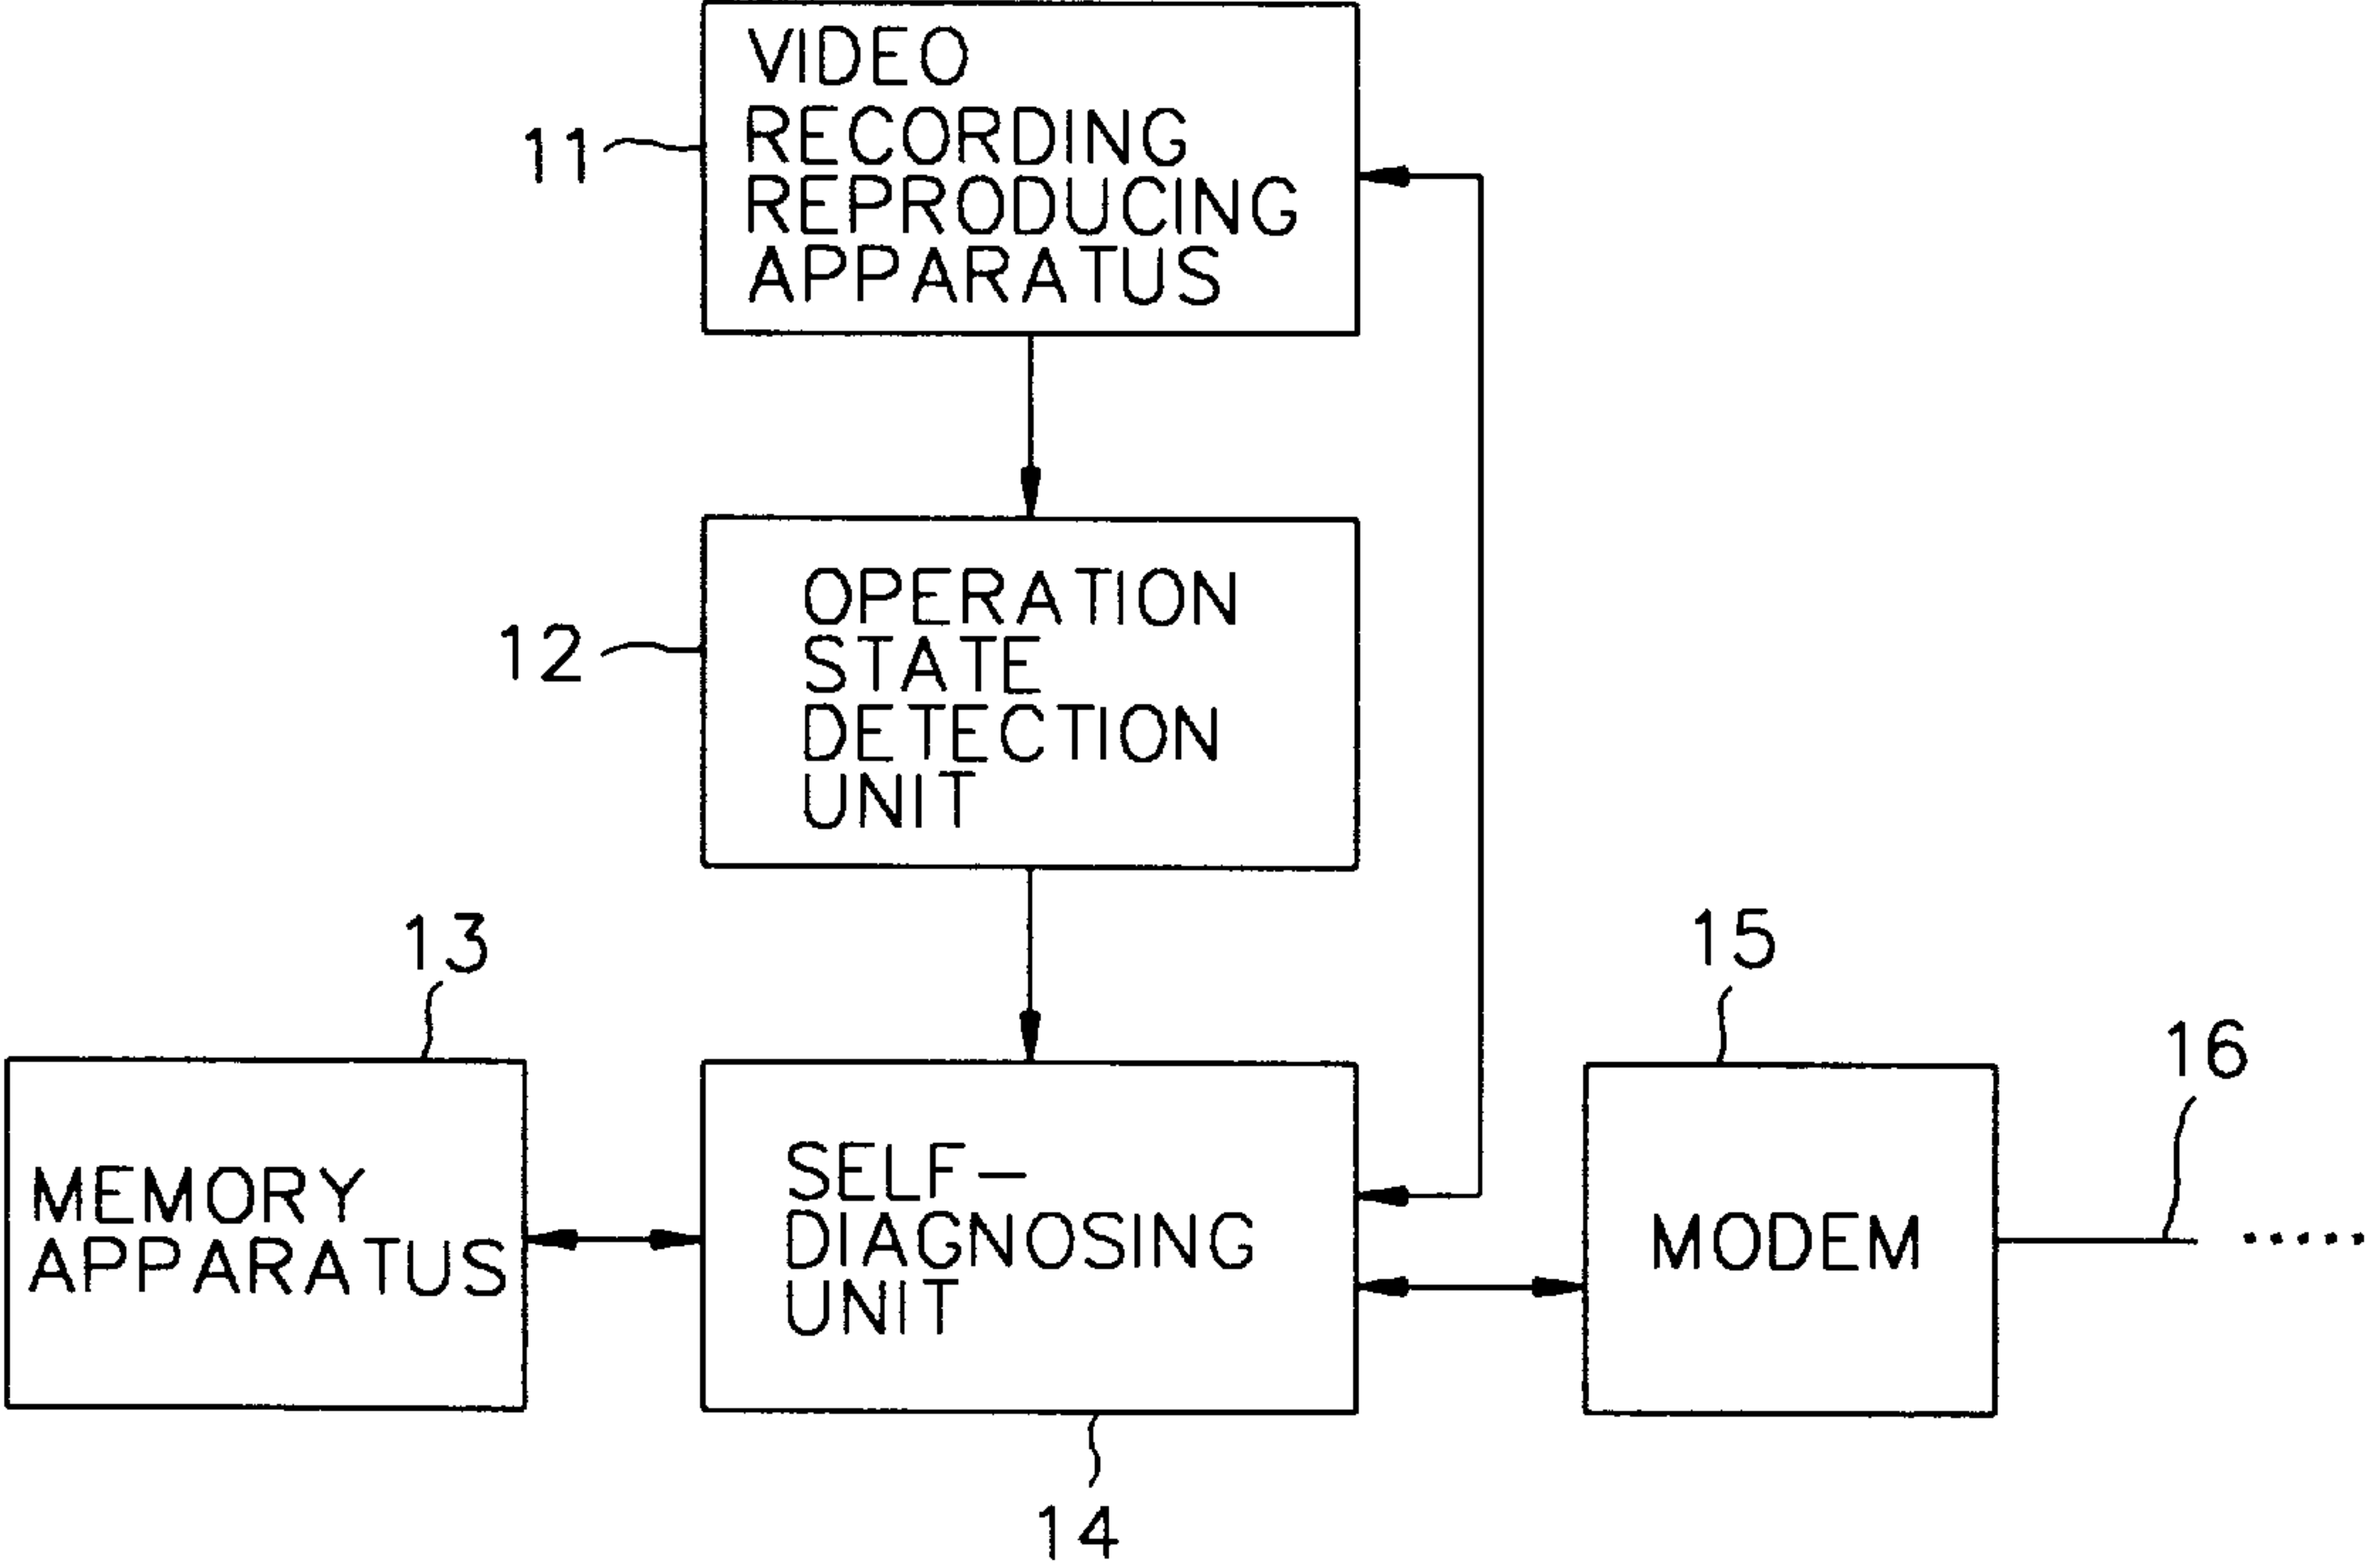 VIDEO
RECORDING
REPRODUCING
APPARATUS
11
OPERATION
STATE
DETECTION
UNIT
12
13
MEMORY
APPARATUS
SELF-
DIAGNOSING
UNIT
14
15
MODEM
16